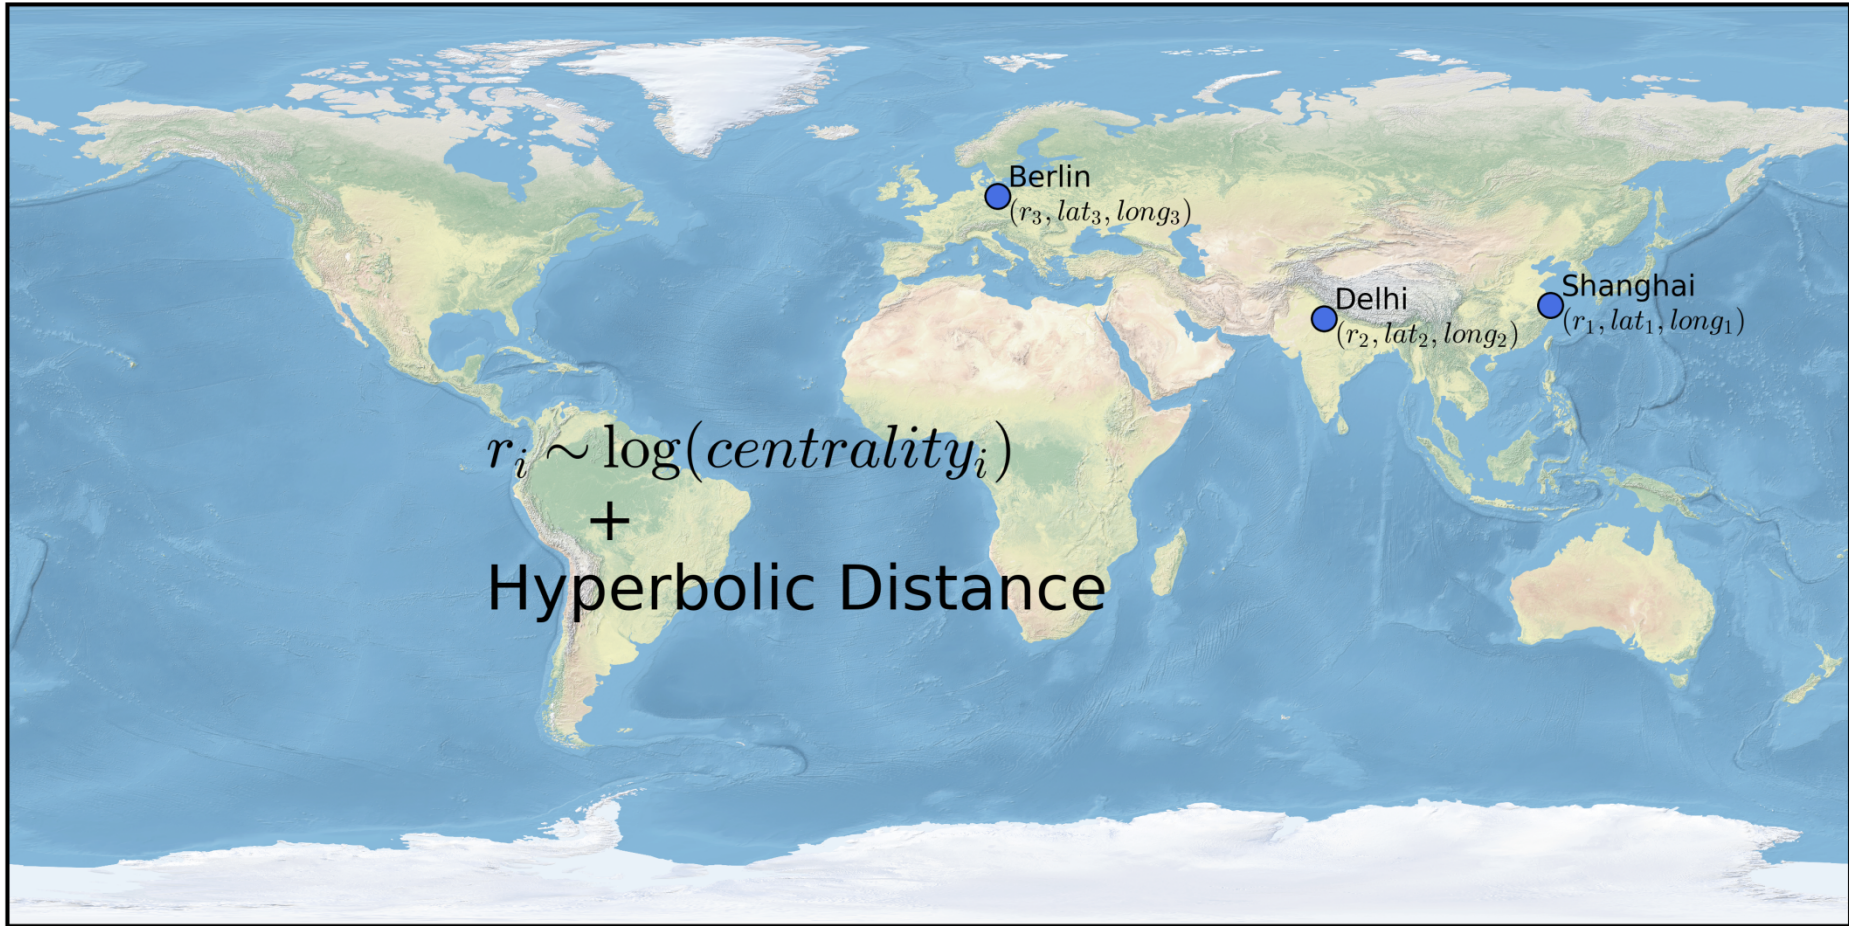 Berlin
(r₃, lat₃, long₃)
Shanghai
(r₁, lat₁, long₁)
Delhi
(r₂, lat₂, long₂)
rᵢ ∼ log(centralityᵢ)
+
Hyperbolic Distance